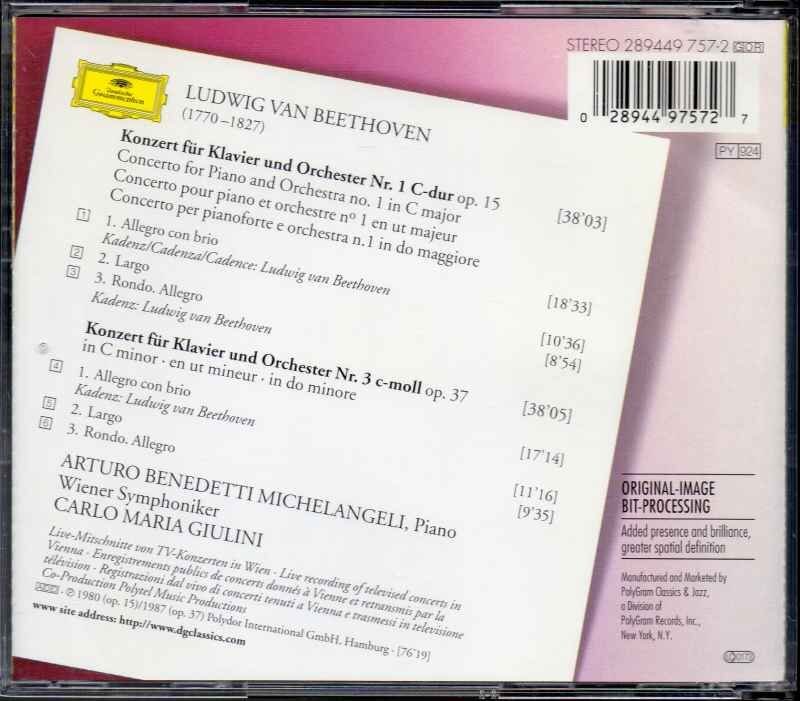 STEREO 289449 757-2 GOR
0 28944 97572 7
PY 924
Deutsche
Grammophon
LUDWIG VAN BEETHOVEN
(1770–1827)
Konzert für Klavier und Orchester Nr. 1 C-dur op. 15 [38'03]
Concerto for Piano and Orchestra no. 1 in C major
Concerto pour piano et orchestre nº 1 en ut majeur
Concerto per pianoforte e orchestra n.1 in do maggiore
1 1. Allegro con brio [18'33]
Kadenz/Cadenza/Cadence: Ludwig van Beethoven
2 2. Largo [10'36]
3 3. Rondo. Allegro [8'54]
Kadenz: Ludwig van Beethoven
Konzert für Klavier und Orchester Nr. 3 c-moll op. 37 [38'05]
in C minor · en ut mineur · in do minore
4 1. Allegro con brio [17'14]
Kadenz: Ludwig van Beethoven
5 2. Largo [11'16]
6 3. Rondo. Allegro [9'35]
ARTURO BENEDETTI MICHELANGELI, Piano
Wiener Symphoniker
CARLO MARIA GIULINI
Live-Mitschnitte von TV-Konzerten in Wien · Live recording of televised concerts in
Vienna · Enregistrements publics de concerts donnés à Vienne et retransmis par la
télévision · Registrazioni dal vivo di concerti tenuti a Vienna e trasmessi in televisione
Co-Production Polytel Music Productions
ADD ℗ 1980 (op. 15)/1987 (op. 37) Polydor International GmbH, Hamburg · [76'19]
www site address: http://www.dgclassics.com
ORIGINAL-IMAGE
BIT-PROCESSING
Added presence and brilliance,
greater spatial definition
Manufactured and Marketed by
PolyGram Classics & Jazz,
a Division of
PolyGram Records, Inc.,
New York, N.Y.